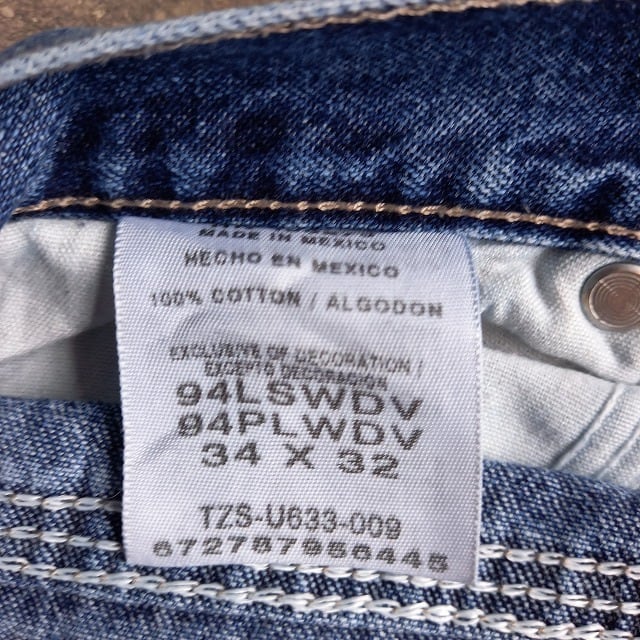 MADE IN MEXICO
HECHO EN MEXICO
100% COTTON / ALGODON
EXCLUSIVE OF DECORATION /
EXCEPTO DECORACION
94LSWDV
94PLWDV
34 X 32
TZS-U633-009